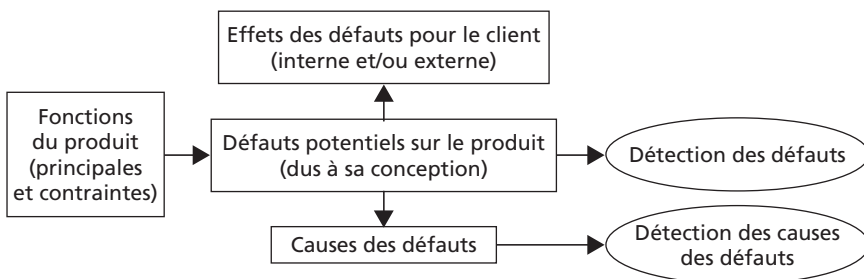 Effets des défauts pour le client
(interne et/ou externe)
Fonctions
du produit
(principales
et contraintes)
Défauts potentiels sur le produit
(dus à sa conception)
Détection des défauts
Causes des défauts
Détection des causes
des défauts